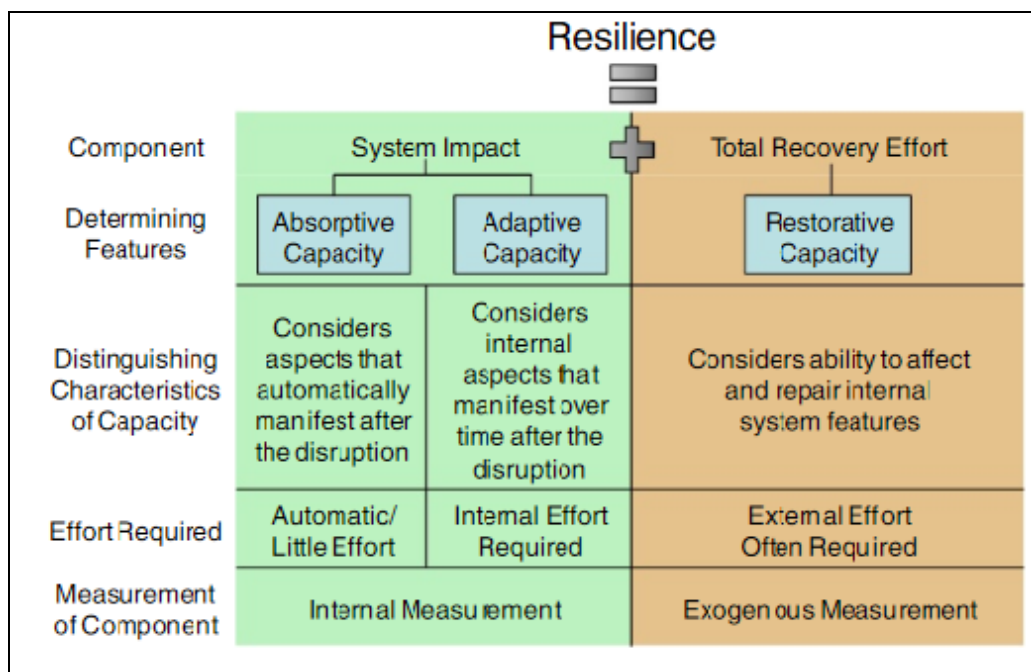 Resilience
Component
System Impact
Total Recovery Effort
Determining
Features
Absorptive
Capacity
Adaptive
Capacity
Restorative
Capacity
Distinguishing
Characteristics
of Capacity
Considers
aspects that
automatically
manifest after
the disruption
Considers
internal
aspects that
manifest over
time after the
disruption
Considers ability to affect
and repair internal
system features
Effort Required
Automatic/
Little Effort
Internal Effort
Required
External Effort
Often Required
Measurement
of Component
Internal Measurement
Exogenous Measurement